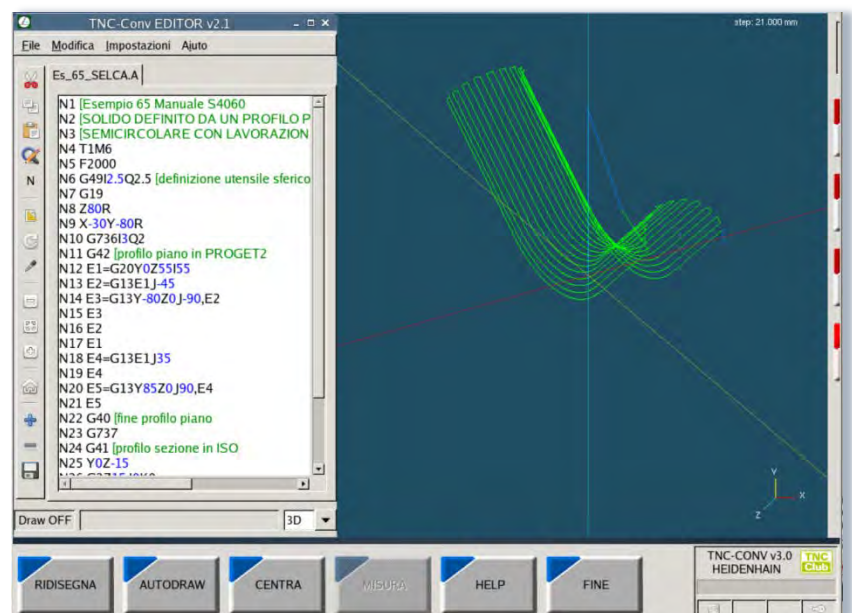 TNC-Conv EDITOR v2.1
File Modifica Impostazioni Ajuto
Es_65_SELCA.A
N1 [Esempio 65 Manuale S4060
N2 [SOLIDO DEFINITO DA UN PROFILO P
N3 [SEMICIRCOLARE CON LAVORAZION
N4 T1M6
N5 F2000
N6 G49I2.5Q2.5 [definizione utensile sferico
N7 G19
N8 Z80R
N9 X-30Y-80R
N10 G736I3Q2
N11 G42 [profilo piano in PROGET2
N12 E1=G20Y0Z55I55
N13 E2=G13E1J-45
N14 E3=G13Y-80Z0J-90,E2
N15 E3
N16 E2
N17 E1
N18 E4=G13E1J35
N19 E4
N20 E5=G13Y85Z0J90,E4
N21 E5
N22 G40 [fine profilo piano
N23 G737
N24 G41 [profilo sezione in ISO
N25 Y0Z-15
N
Draw OFF
3D
step: 21.000 mm
Y
X
Z
RIDISEGNA
AUTODRAW
CENTRA
MISURA
HELP
FINE
TNC-CONV v3.0
HEIDENHAIN
TNC
Club